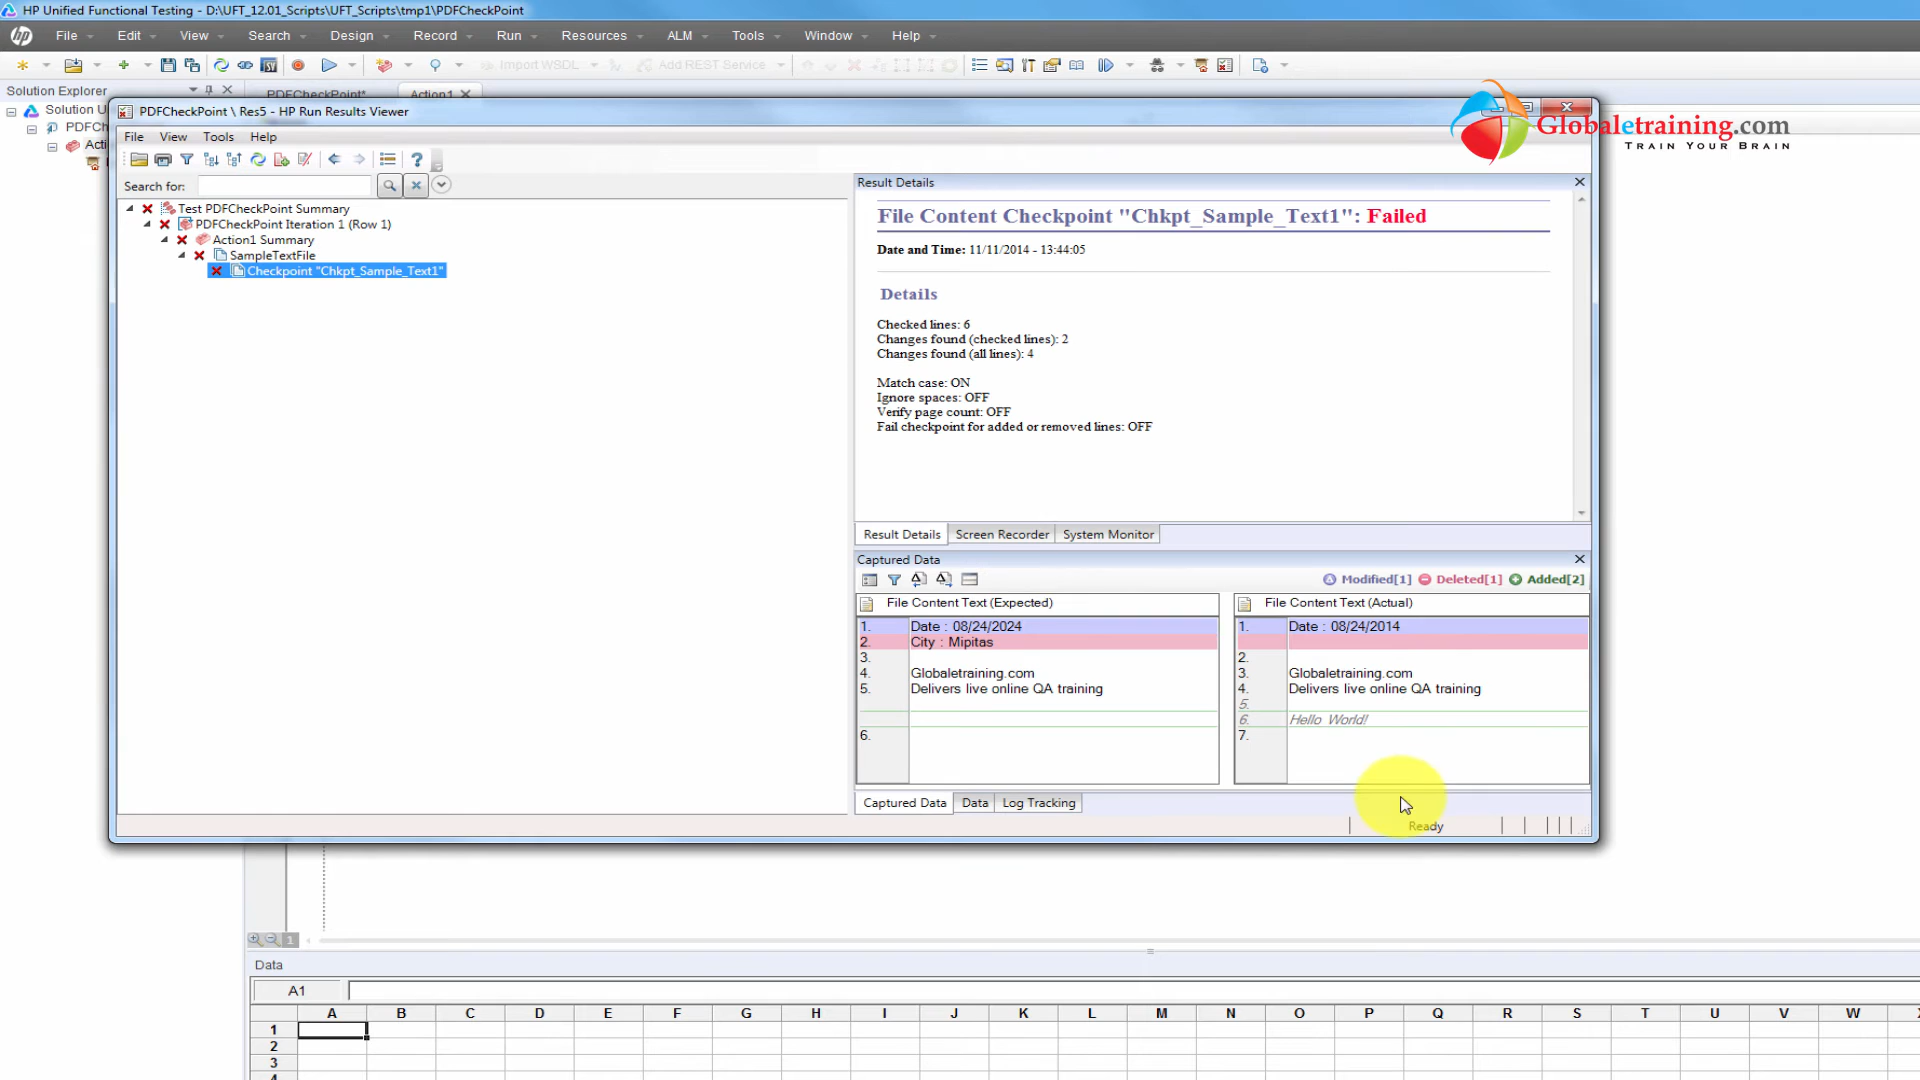 HP Unified Functional Testing - D:\UFT_12.01_Scripts\UFT_Scripts\tmp1\PDFCheckPoint
File Edit View Search Design Record Run Resources ALM Tools Window Help
Import WSDL Add REST Service
Solution Explorer
PDFCheckPoint* Action1
Solution U
PDFCh
Acti
PDFCheckPoint \ Res5 - HP Run Results Viewer
Globaletraining.com
TRAIN YOUR BRAIN
File View Tools Help
Search for:
Test PDFCheckPoint Summary
PDFCheckPoint Iteration 1 (Row 1)
Action1 Summary
SampleTextFile
Checkpoint "Chkpt_Sample_Text1"
Result Details
File Content Checkpoint "Chkpt_Sample_Text1": Failed
Date and Time: 11/11/2014 - 13:44:05
Details
Checked lines: 6
Changes found (checked lines): 2
Changes found (all lines): 4
Match case: ON
Ignore spaces: OFF
Verify page count: OFF
Fail checkpoint for added or removed lines: OFF
Result Details Screen Recorder System Monitor
Captured Data
Modified[1] Deleted[1] Added[2]
File Content Text (Expected)
1. Date : 08/24/2024
2. City : Mipitas
3.
4. Globaletraining.com
5. Delivers live online QA training
6.
File Content Text (Actual)
1. Date : 08/24/2014
2.
3. Globaletraining.com
4. Delivers live online QA training
5.
6. Hello World!
7.
Captured Data Data Log Tracking
Ready
1
Data
A1
A B C D E F G H I J K L M N O P Q R S T U V W
1
2
3
4